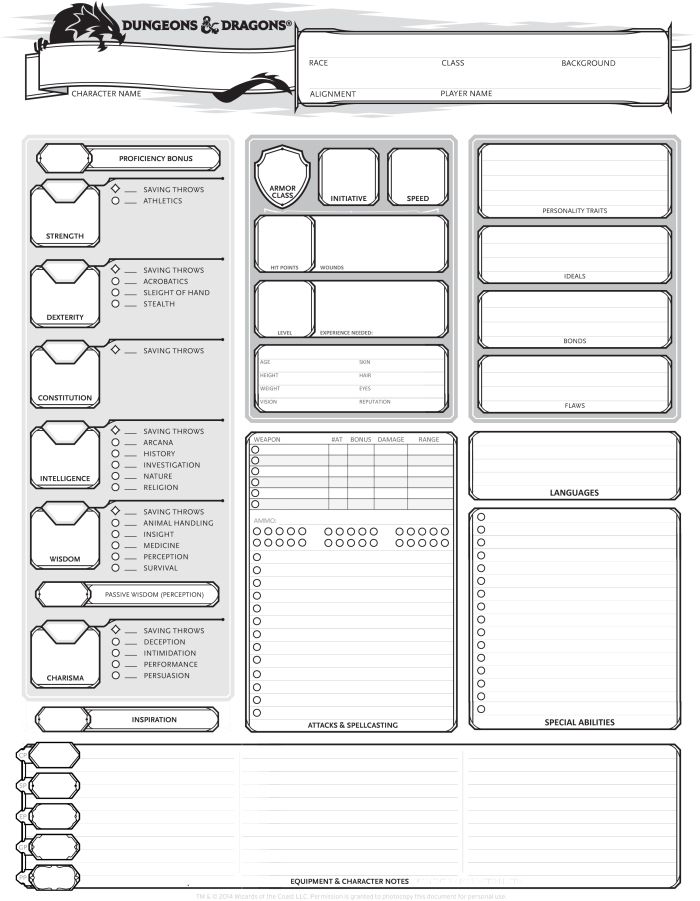 DUNGEONS & DRAGONS®
RACE CLASS BACKGROUND
CHARACTER NAME
ALIGNMENT PLAYER NAME
PROFICIENCY BONUS
SAVING THROWS
ATHLETICS
STRENGTH
SAVING THROWS
ACROBATICS
SLEIGHT OF HAND
STEALTH
DEXTERITY
SAVING THROWS
CONSTITUTION
SAVING THROWS
ARCANA
HISTORY
INVESTIGATION
NATURE
RELIGION
INTELLIGENCE
SAVING THROWS
ANIMAL HANDLING
INSIGHT
MEDICINE
PERCEPTION
SURVIVAL
WISDOM
PASSIVE WISDOM (PERCEPTION)
SAVING THROWS
DECEPTION
INTIMIDATION
PERFORMANCE
PERSUASION
CHARISMA
INSPIRATION
ARMOR
CLASS
INITIATIVE
SPEED
HIT POINTS WOUNDS
LEVEL EXPERIENCE NEEDED:
AGE SKIN
HEIGHT HAIR
WEIGHT EYES
VISION REPUTATION
WEAPON #AT BONUS DAMAGE RANGE
AMMO:
ATTACKS & SPELLCASTING
PERSONALITY TRAITS
IDEALS
BONDS
FLAWS
LANGUAGES
SPECIAL ABILITIES
CP
SP
EP
GP
PP
EQUIPMENT & CHARACTER NOTES
TM & © 2014 Wizards of the Coast LLC. Permission is granted to photocopy this document for personal use.